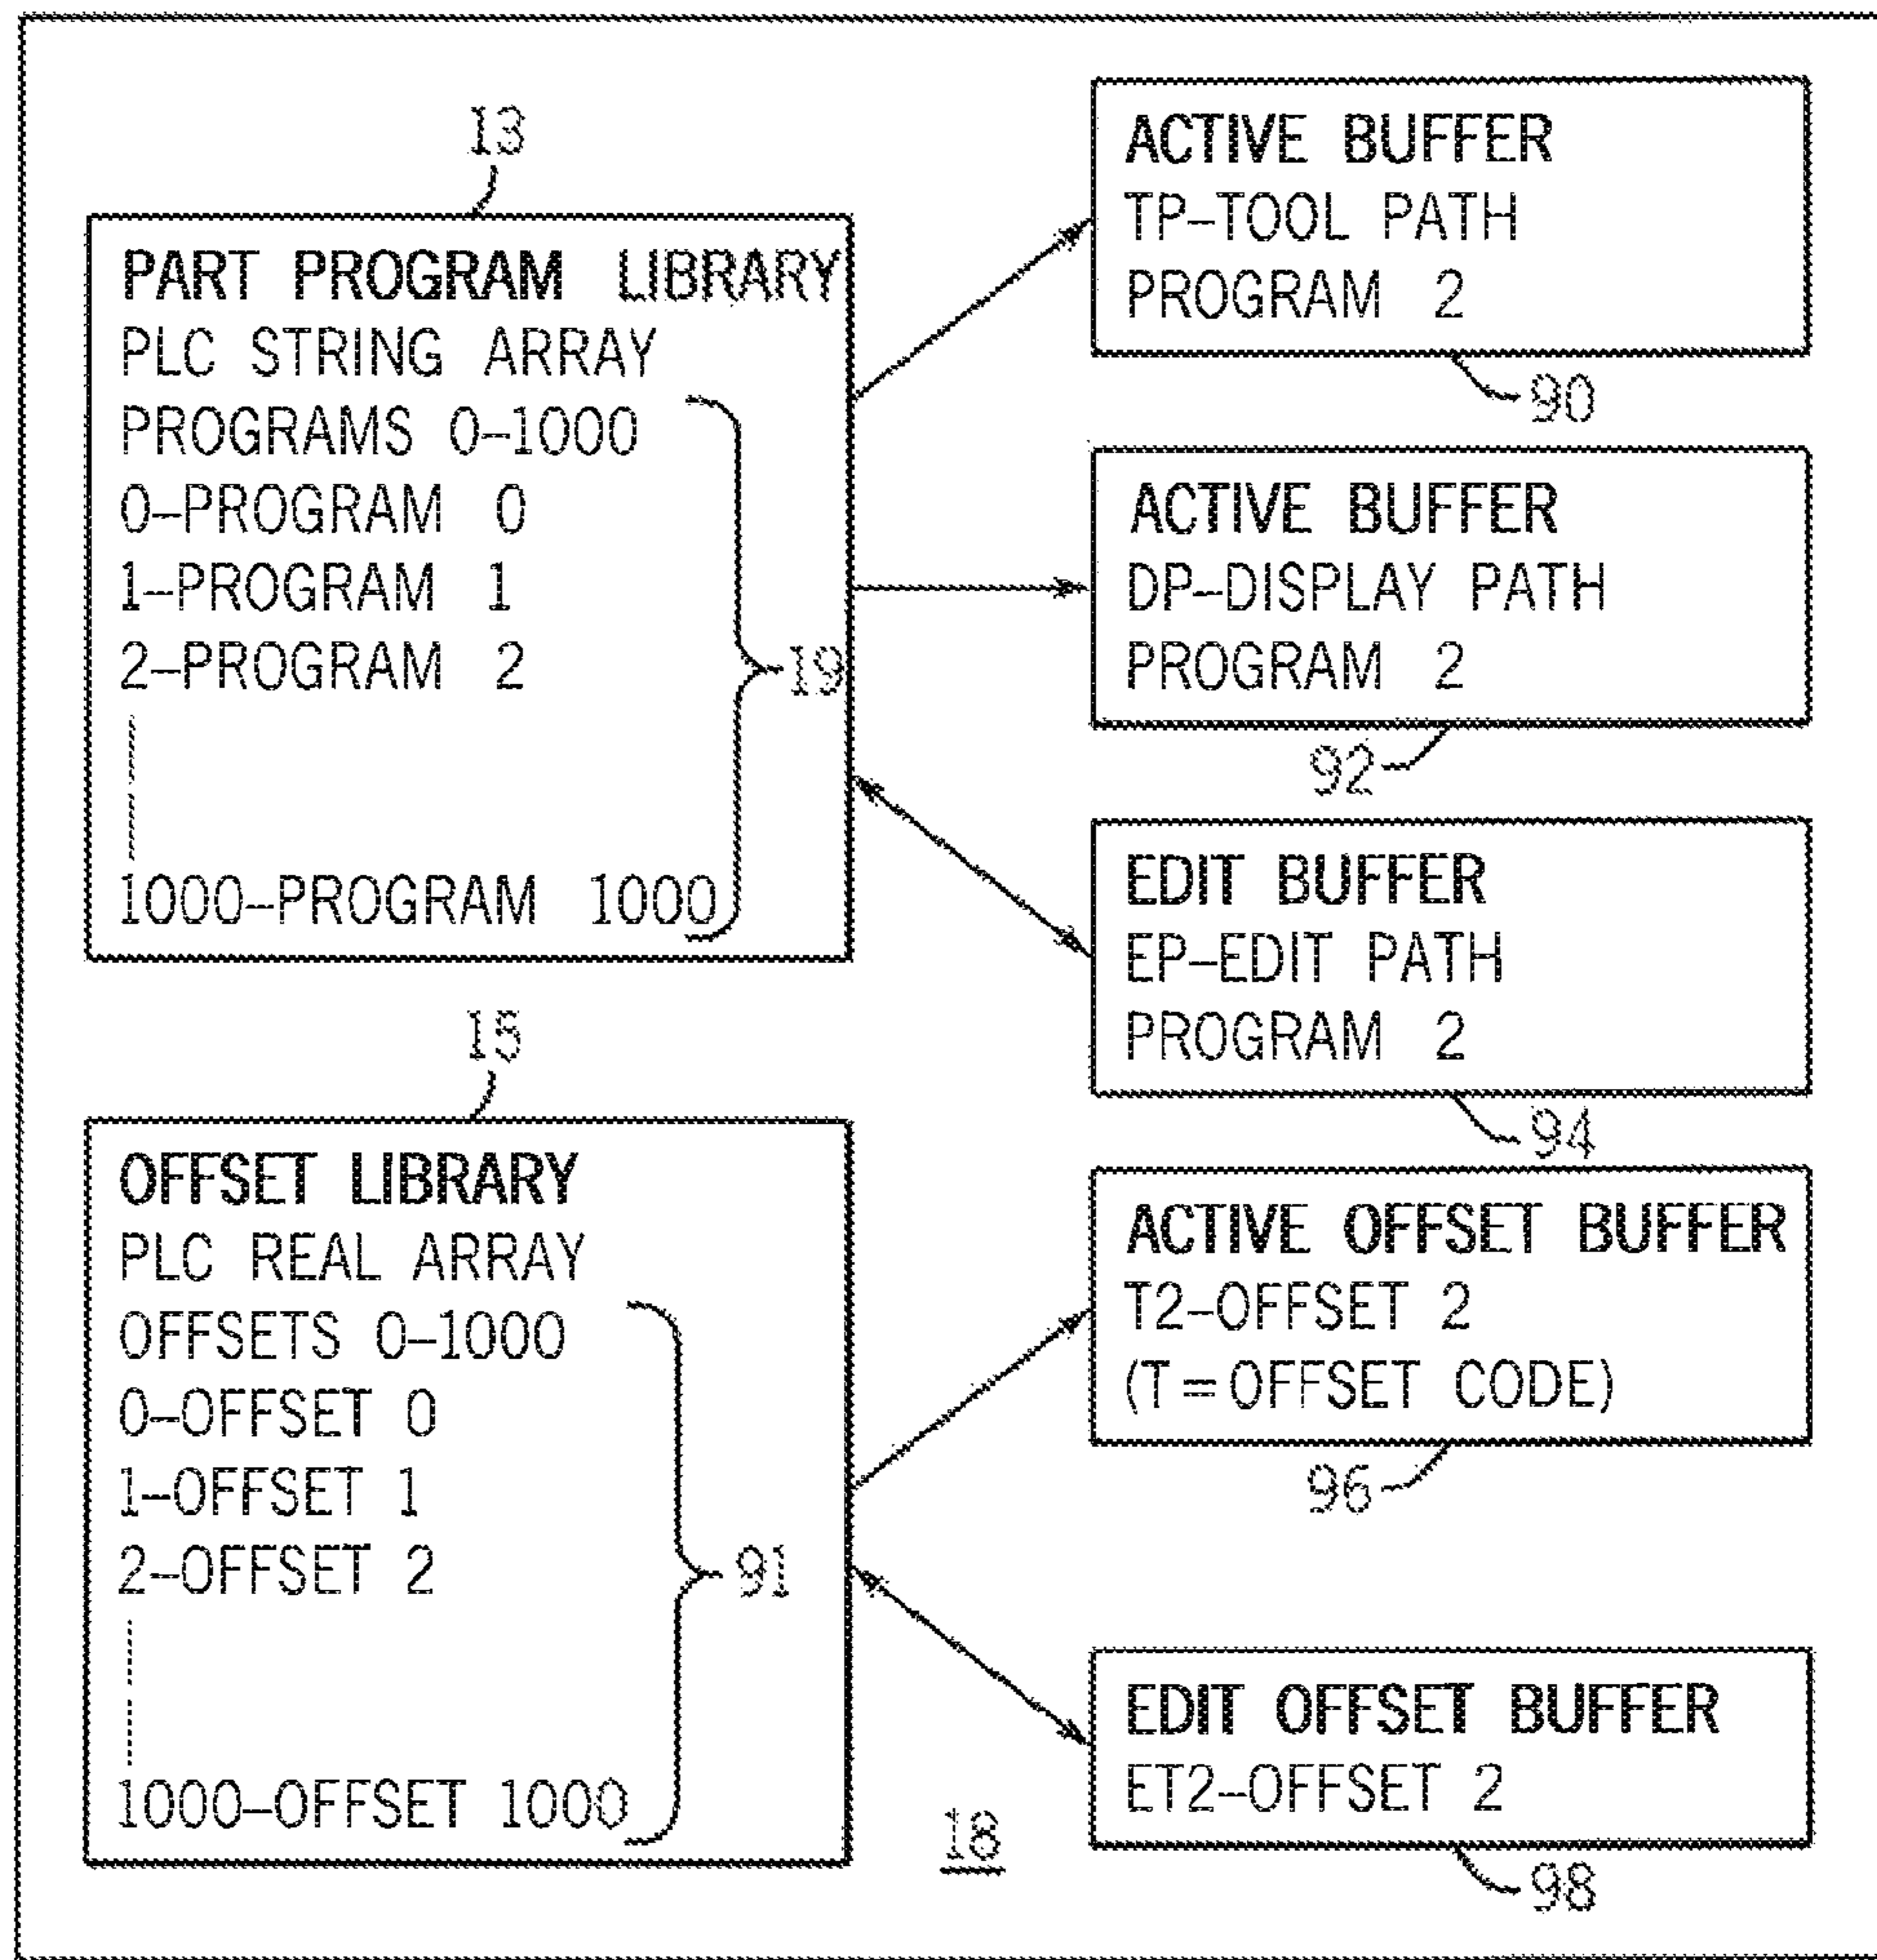 13
PART PROGRAM LIBRARY
PLC STRING ARRAY
PROGRAMS 0–1000
0–PROGRAM 0
1–PROGRAM 1
2–PROGRAM 2
1000–PROGRAM 1000
19
15
OFFSET LIBRARY
PLC REAL ARRAY
OFFSETS 0–1000
0–OFFSET 0
1–OFFSET 1
2–OFFSET 2
1000–OFFSET 1000
91
ACTIVE BUFFER
TP–TOOL PATH
PROGRAM 2
90
ACTIVE BUFFER
DP–DISPLAY PATH
PROGRAM 2
92
EDIT BUFFER
EP–EDIT PATH
PROGRAM 2
94
ACTIVE OFFSET BUFFER
T2–OFFSET 2
(T=OFFSET CODE)
96
EDIT OFFSET BUFFER
ET2–OFFSET 2
98
18